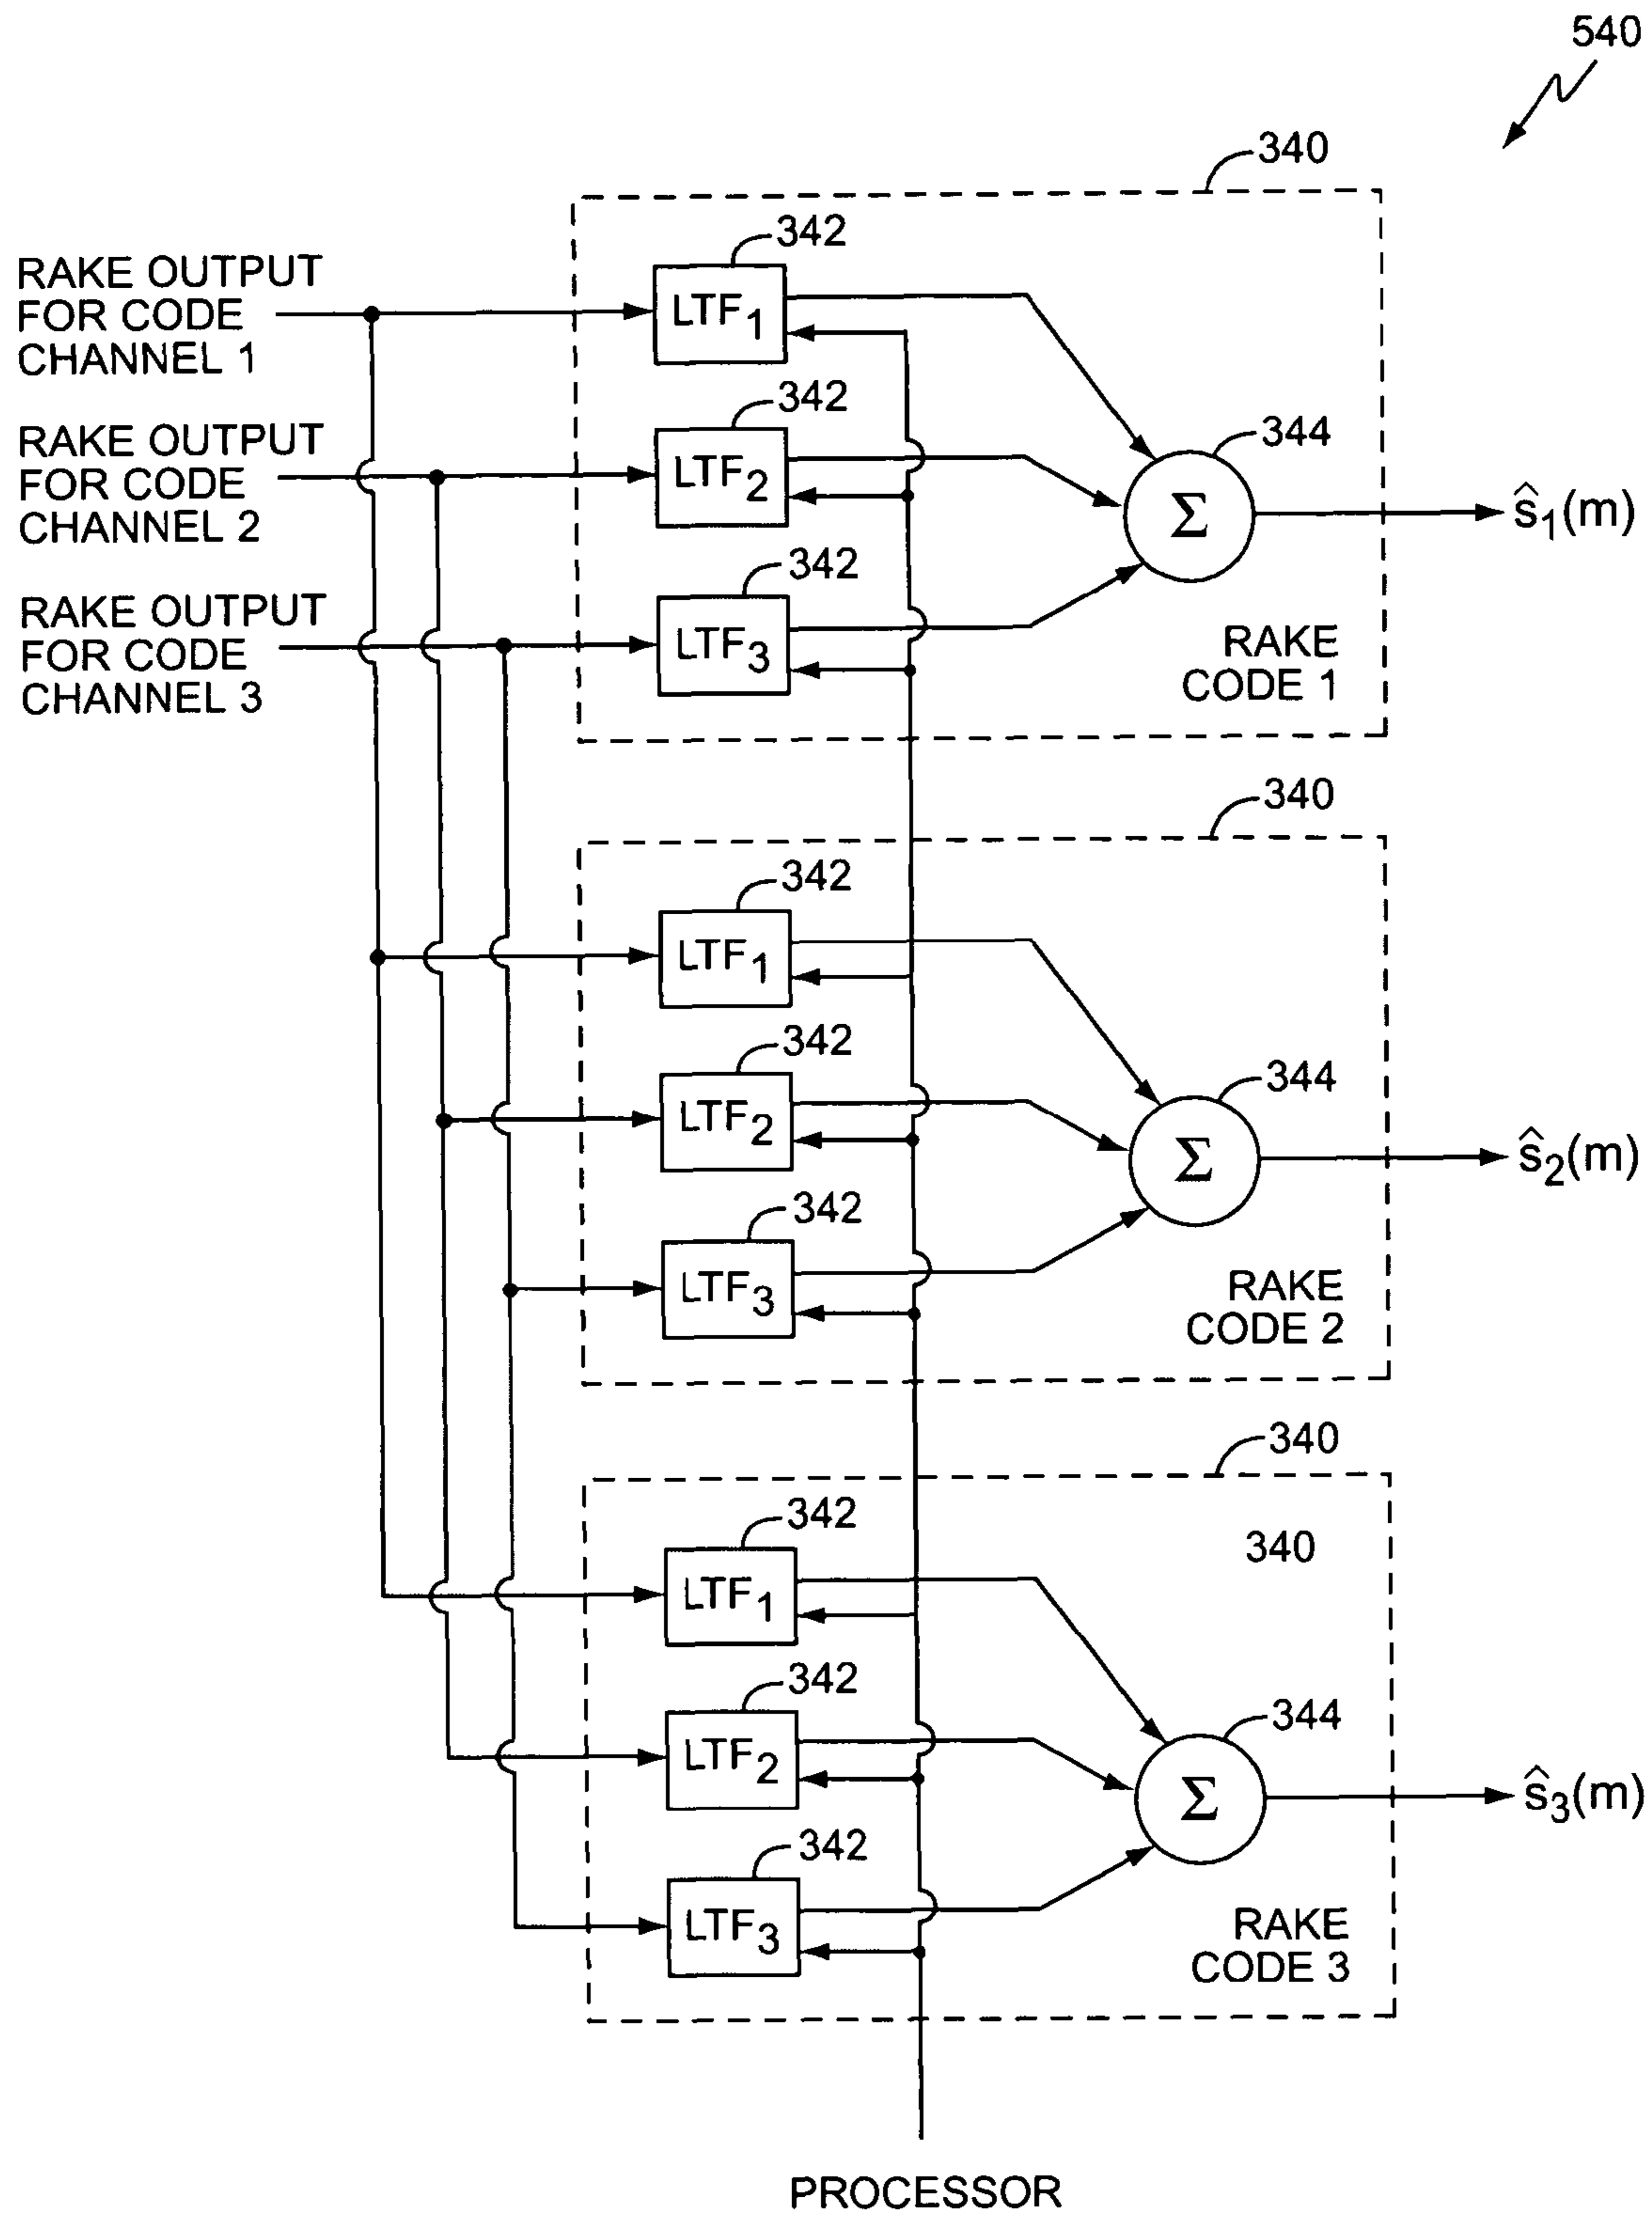 540
340
342
RAKE OUTPUT
FOR CODE
CHANNEL 1
LTF1
342
RAKE OUTPUT
FOR CODE
CHANNEL 2
LTF2
344
Σ
ŝ1(m)
342
RAKE OUTPUT
FOR CODE
CHANNEL 3
LTF3
RAKE
CODE 1
340
342
LTF1
342
LTF2
344
Σ
ŝ2(m)
342
LTF3
RAKE
CODE 2
340
342
340
LTF1
342
LTF2
344
Σ
ŝ3(m)
342
LTF3
RAKE
CODE 3
PROCESSOR